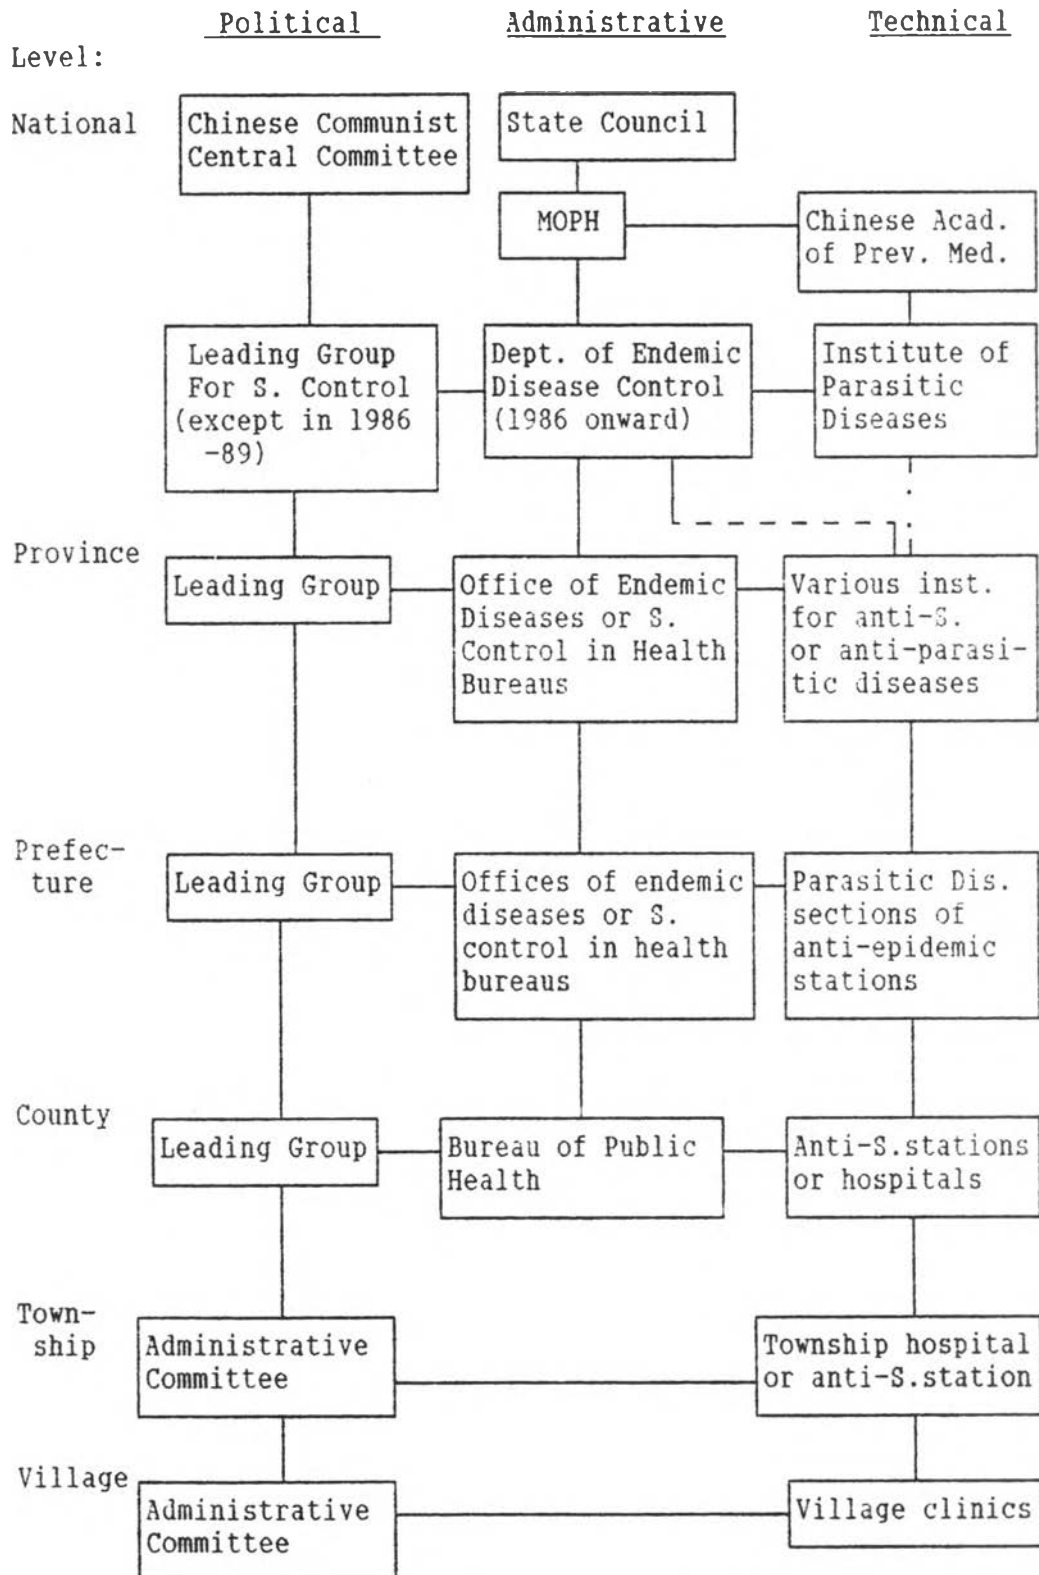 Political Administrative Technical
Level:
National
Chinese Communist
Central Committee
State Council
MOPH
Chinese Acad.
of Prev. Med.
Leading Group
For S. Control
(except in 1986
-89)
Dept. of Endemic
Disease Control
(1986 onward)
Institute of
Parasitic
Diseases
Province
Leading Group
Office of Endemic
Diseases or S.
Control in Health
Bureaus
Various inst.
for anti-S.
or anti-parasi-
tic diseases
Prefec-
ture
Leading Group
Offices of endemic
diseases or S.
control in health
bureaus
Parasitic Dis.
sections of
anti-epidemic
stations
County
Leading Group
Bureau of Public
Health
Anti-S.stations
or hospitals
Town-
ship
Administrative
Committee
Township hospital
or anti-S.station
Village
Administrative
Committee
Village clinics